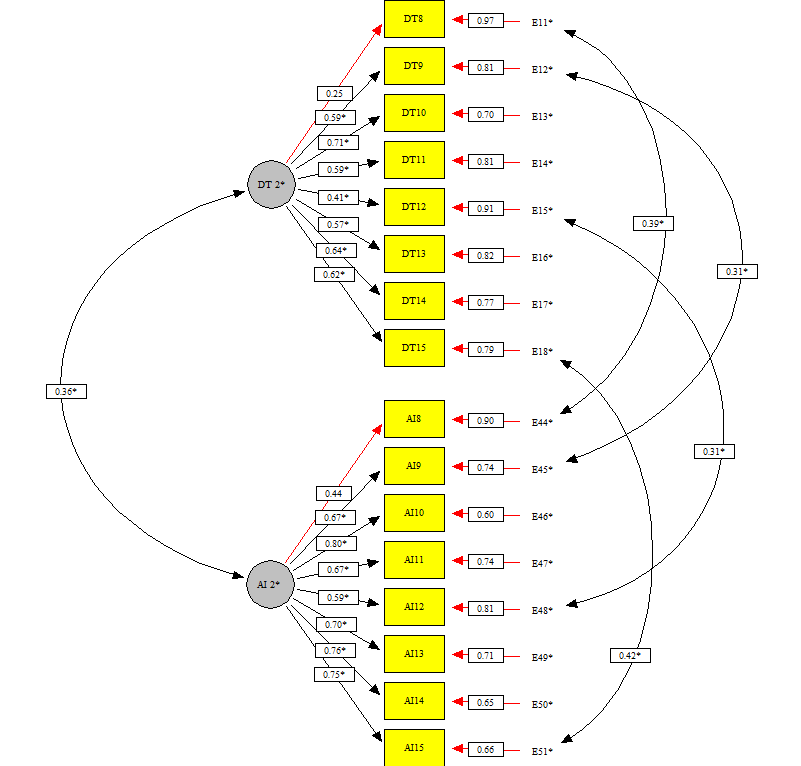 DT8 0.97 E11*
DT9 0.81 E12*
0.25
DT10 0.70 E13*
0.59*
0.71*
DT11 0.81 E14*
0.59*
DT 2*
0.41*
DT12 0.91 E15*
0.57*
0.39*
DT13 0.82 E16*
0.64*
0.62*
0.31*
DT14 0.77 E17*
DT15 0.79 E18*
0.36*
AI8 0.90 E44*
0.31*
AI9 0.74 E45*
0.44
0.67*
AI10 0.60 E46*
0.80*
AI11 0.74 E47*
0.67*
AI 2*
0.59*
AI12 0.81 E48*
0.70*
AI13 0.71 E49*
0.76*
0.42*
0.75*
AI14 0.65 E50*
AI15 0.66 E51*